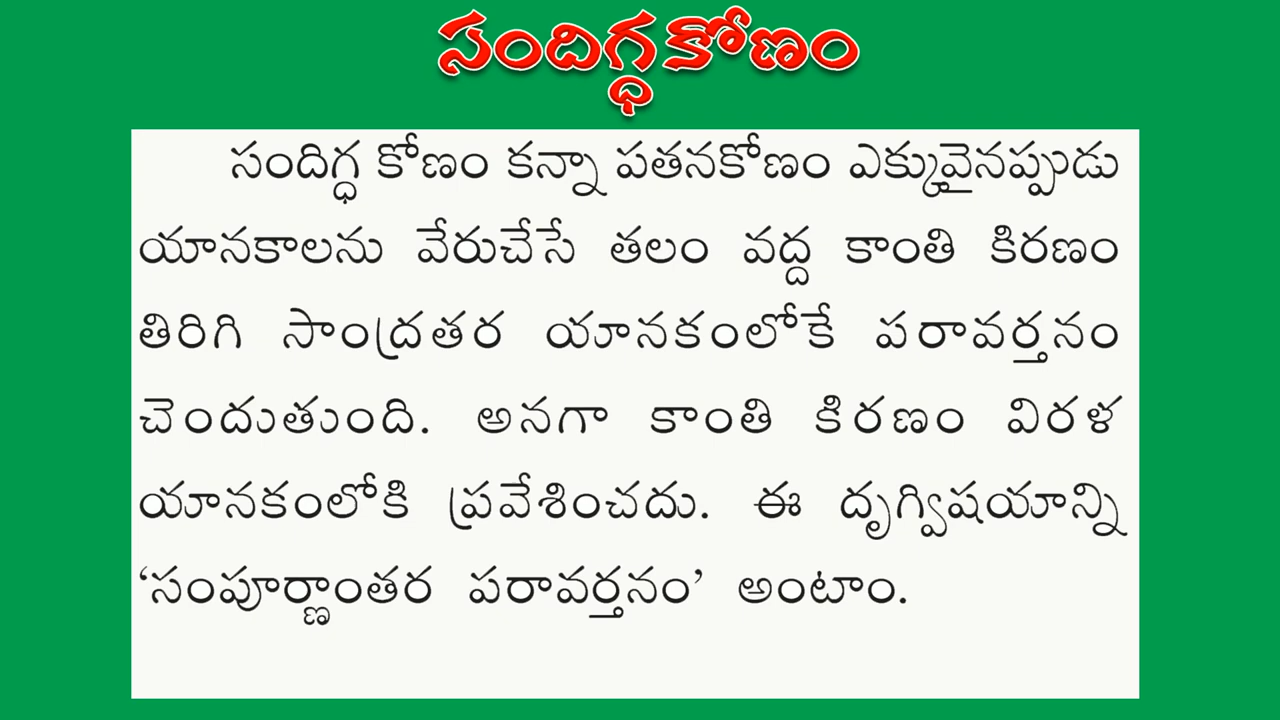 సందిగ్ధకోణం
సందిగ్ధ కోణం కన్నా పతనకోణం ఎక్కువైనప్పుడు
యానకాలను వేరుచేసే తలం వద్ద కాంతి కిరణం
తిరిగి సాంద్రతర యానకంలోకే పరావర్తనం
చెందుతుంది. అనగా కాంతి కిరణం విరళ
యానకంలోకి ప్రవేశించదు. ఈ దృగ్విషయాన్ని
‘సంపూర్ణాంతర పరావర్తనం’ అంటాం.